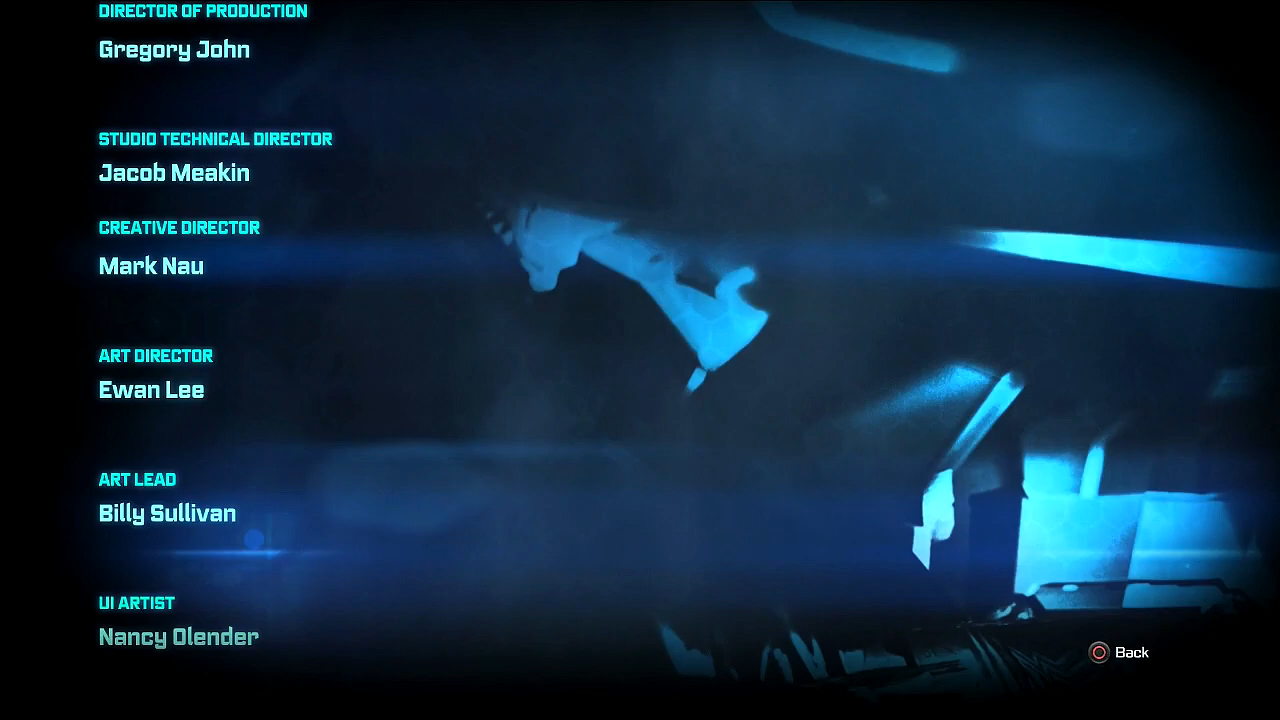 DIRECTOR OF PRODUCTION
Gregory John
STUDIO TECHNICAL DIRECTOR
Jacob Meakin
CREATIVE DIRECTOR
Mark Nau
ART DIRECTOR
Ewan Lee
ART LEAD
Billy Sullivan
UI ARTIST
Nancy Olender
Back